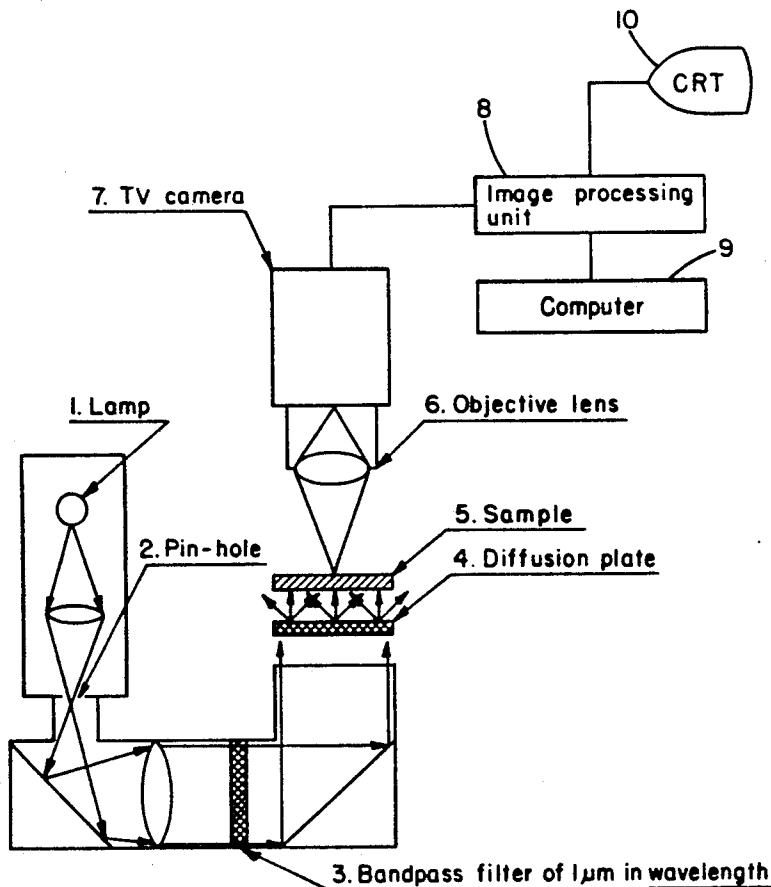 10
CRT
8
Image processing
unit
7. TV camera
9
Computer
1. Lamp
6. Objective lens
2. Pin-hole
5. Sample
4. Diffusion plate
3. Bandpass filter of 1μm in wavelength